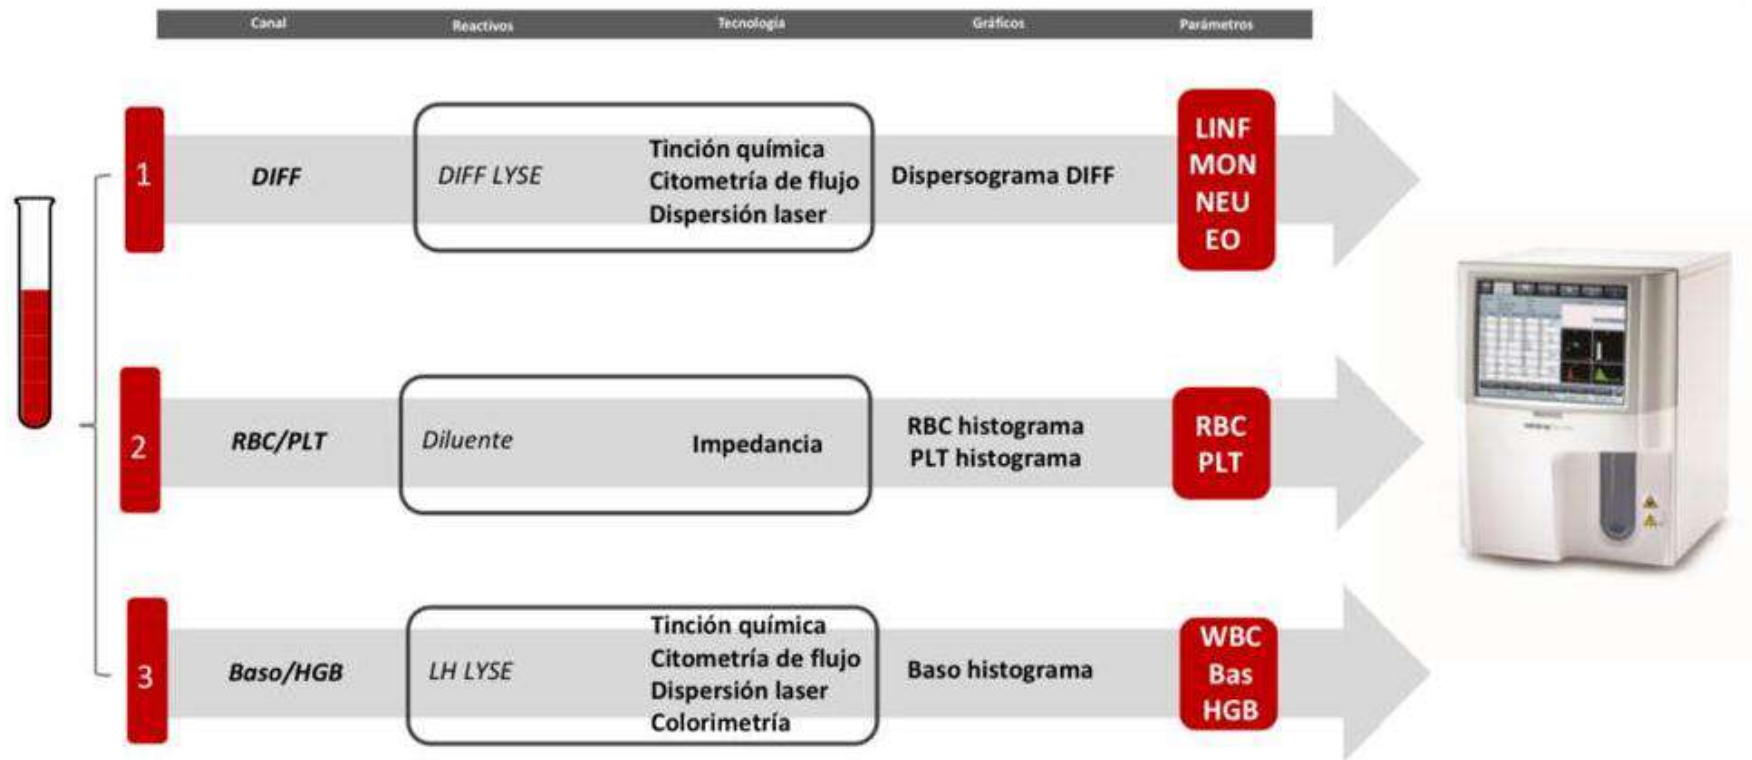 Canal Reactivos Tecnología Gráficos Parámetros
1
DIFF
DIFF LYSE
Tinción química
Citometría de flujo
Dispersión laser
Dispersograma DIFF
LINF
MON
NEU
EO
2
RBC/PLT
Diluente
Impedancia
RBC histograma
PLT histograma
RBC
PLT
3
Baso/HGB
LH LYSE
Tinción química
Citometría de flujo
Dispersión laser
Colorimetría
Baso histograma
WBC
Bas
HGB